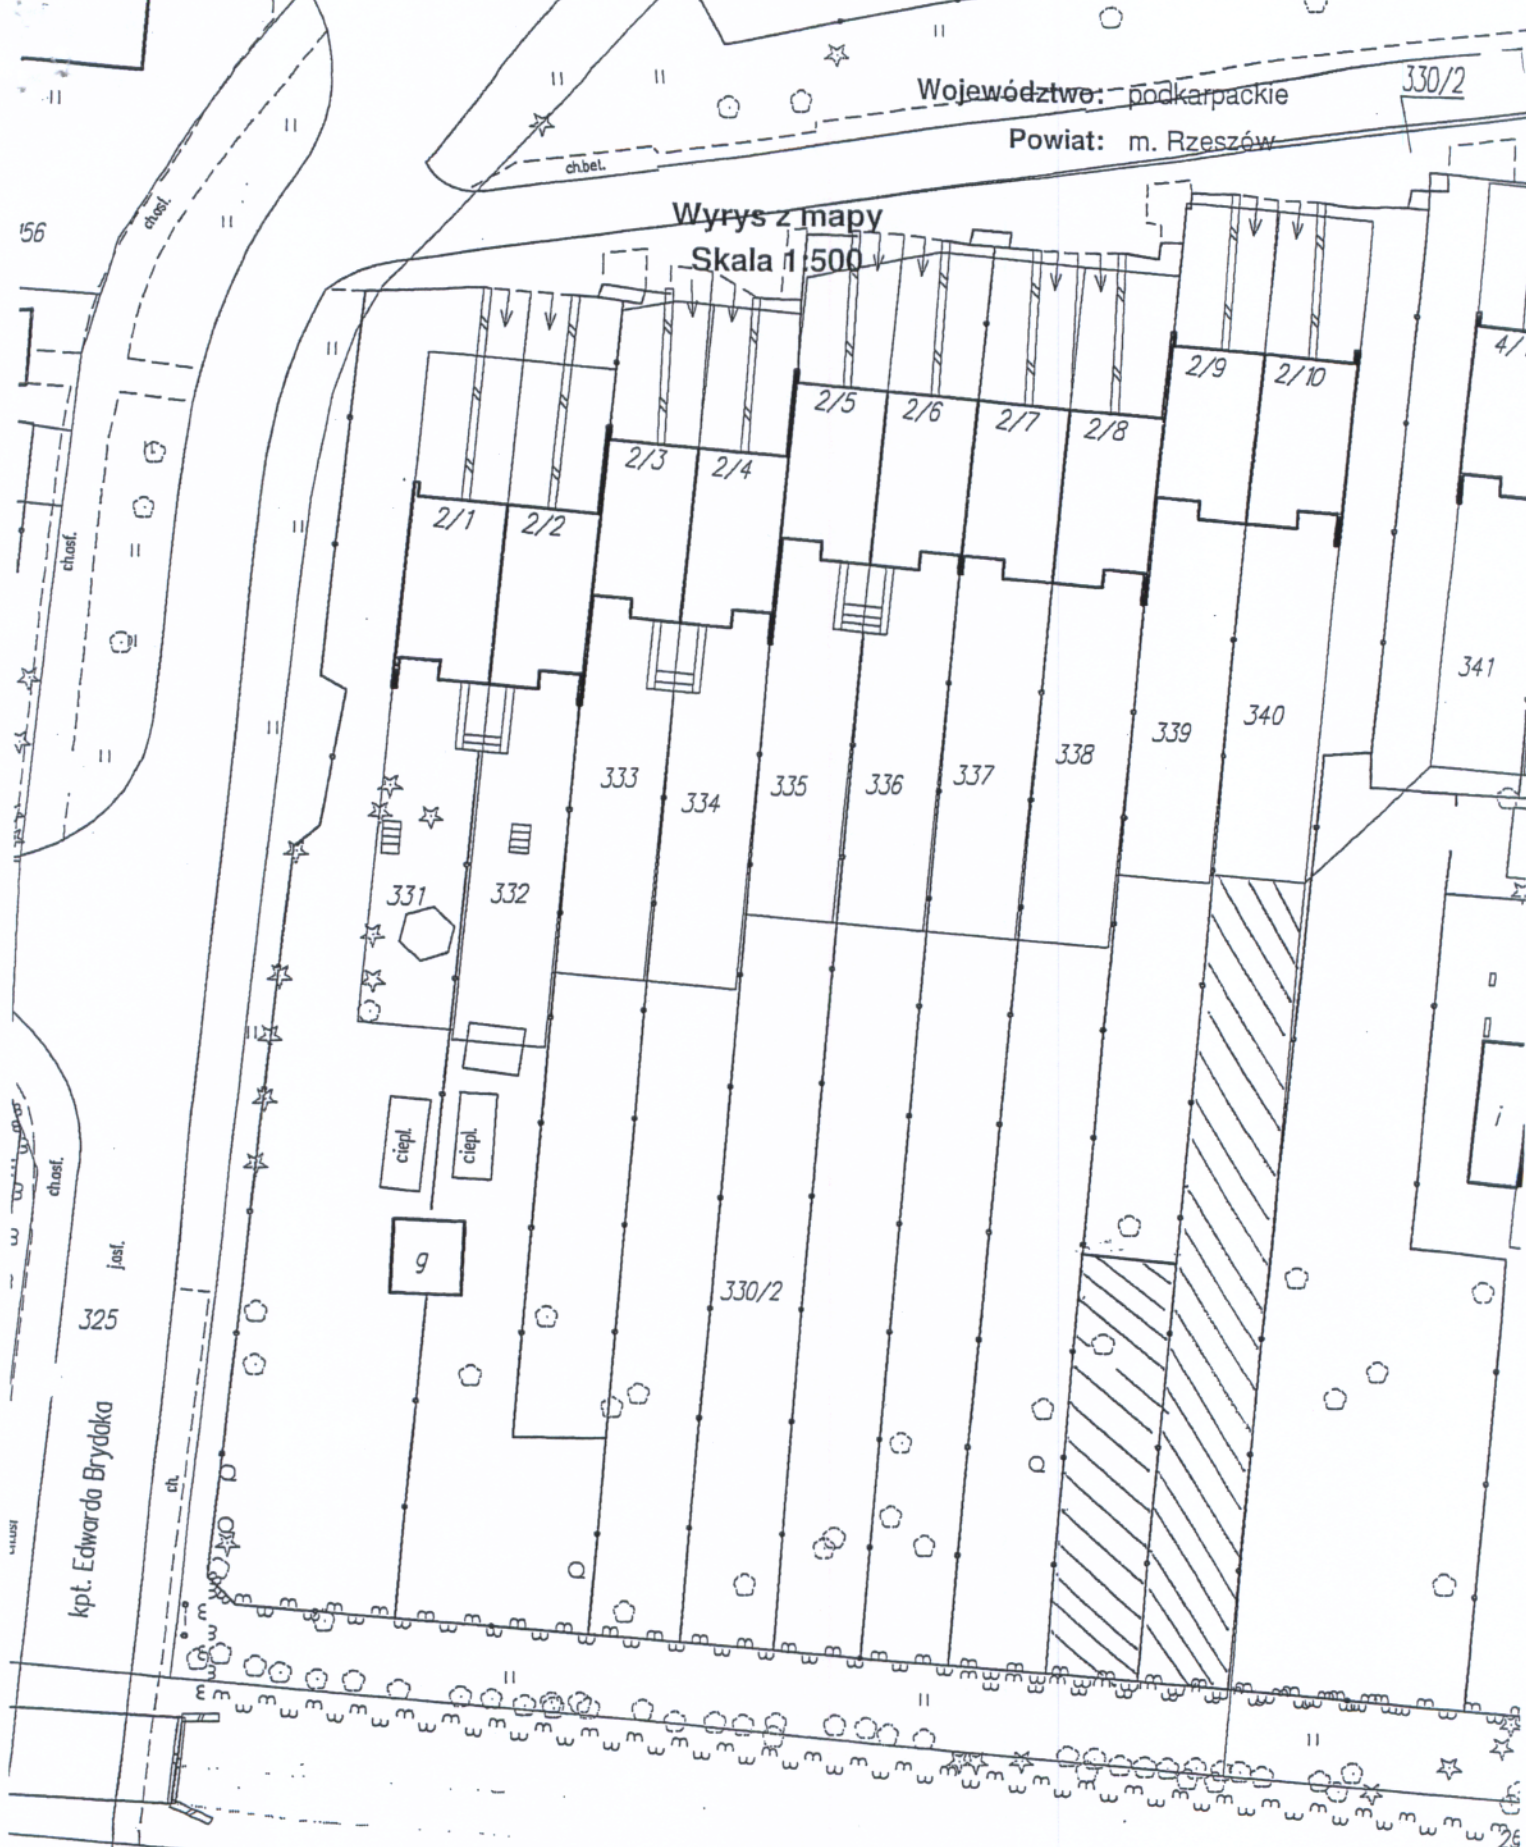 Województwo: podkarpackie
330/2
Powiat: m. Rzeszów
ch.bet.
Wyrys z mapy
Skala 1:500
ch.asf.
2/9
2/10
2/5
2/6
2/7
2/8
2/3
2/4
2/1
2/2
ch.asf.
341
340
339
338
333
334
335
336
337
331
332
ciepl.
ciepl.
i
ch.asf.
g
j.asf.
330/2
325
kpt. Edwarda Brydaka
ch.